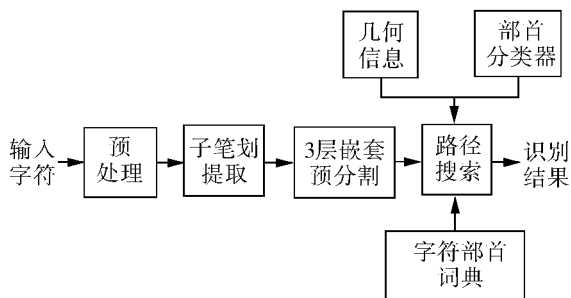 几何
信息
部首
分类器
输入
字符
预
处理
子笔划
提取
3层嵌套
预分割
路径
搜索
识别
结果
字符部首
词典